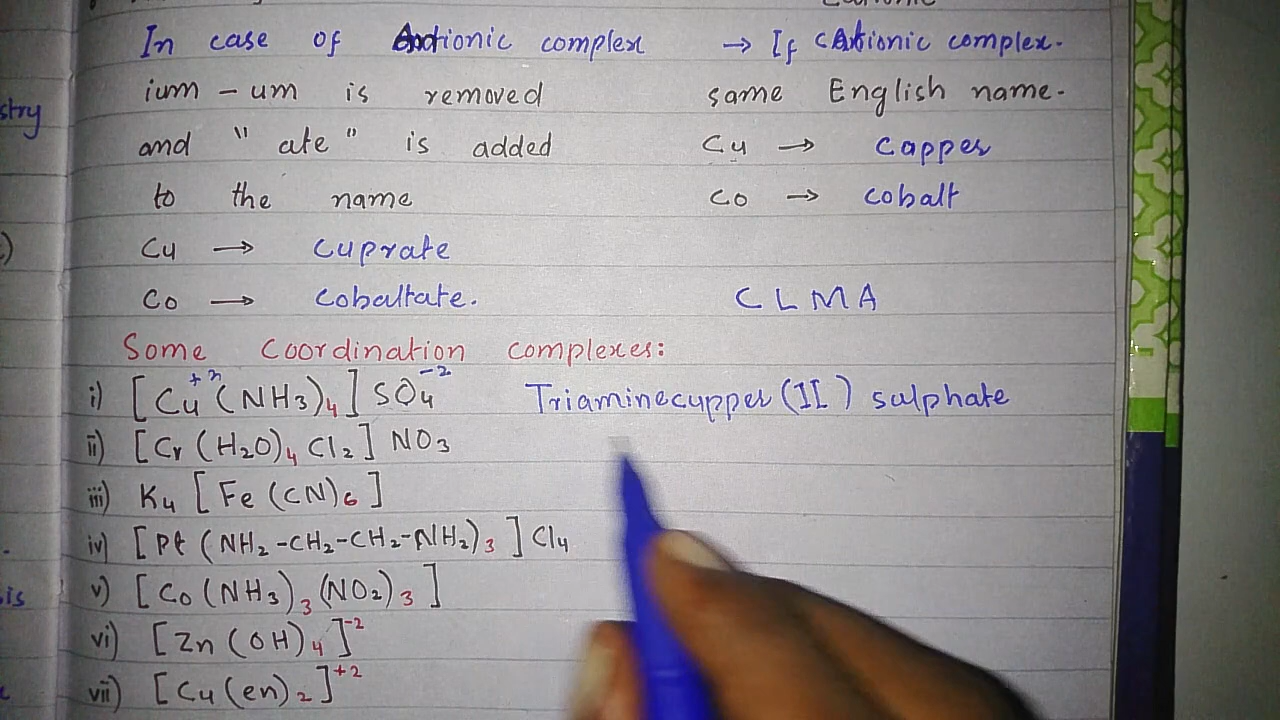 In case of Anionic complex → If cationic complex.
ium - um is removed same English name.
and "ate" is added Cu → Copper
to the name Co → cobalt
Cu → Cuprate
Co → cobaltate. C L M A
Some Coordination complexes:
i) [Cu⁺²(NH3)4]SO4⁻² Triaminecupper(II) sulphate
ii) [Cr(H2O)4Cl2]NO3
iii) K4[Fe(CN)6]
iv) [Pt(NH2-CH2-CH2-NH2)3]Cl4
v) [Co(NH3)3(NO2)3]
vi) [Zn(OH)4]⁻²
vii) [Cu(en)2]⁺²
stry
is